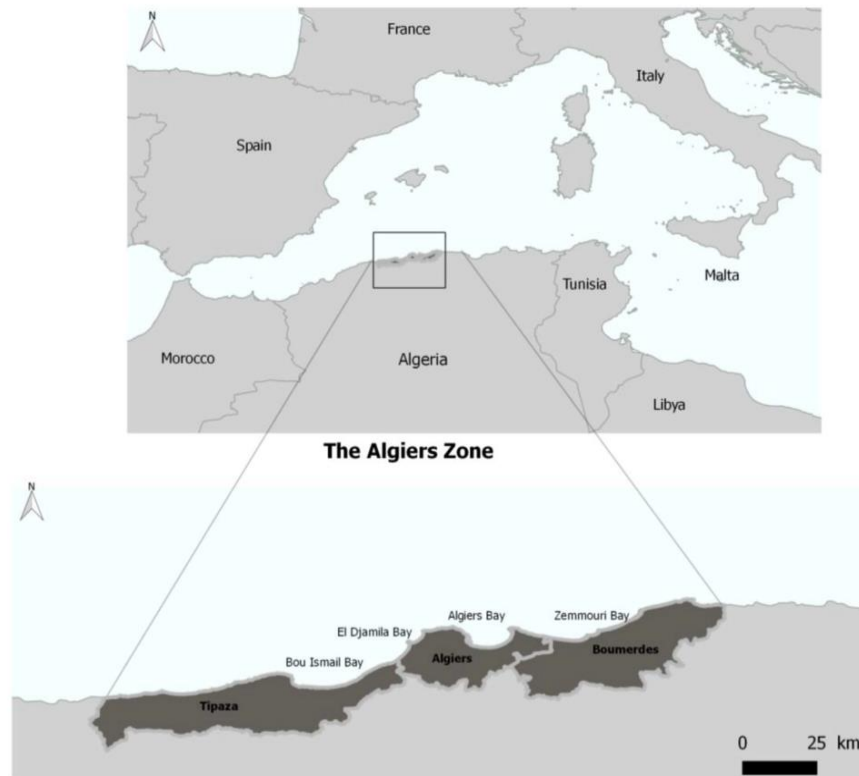 N
France
Italy
Spain
Malta
Tunisia
Morocco
Algeria
Libya
The Algiers Zone
N
Algiers Bay
Zemmouri Bay
El Djamila Bay
Bou Ismail Bay
Algiers
Boumerdes
Tipaza
0 25 km